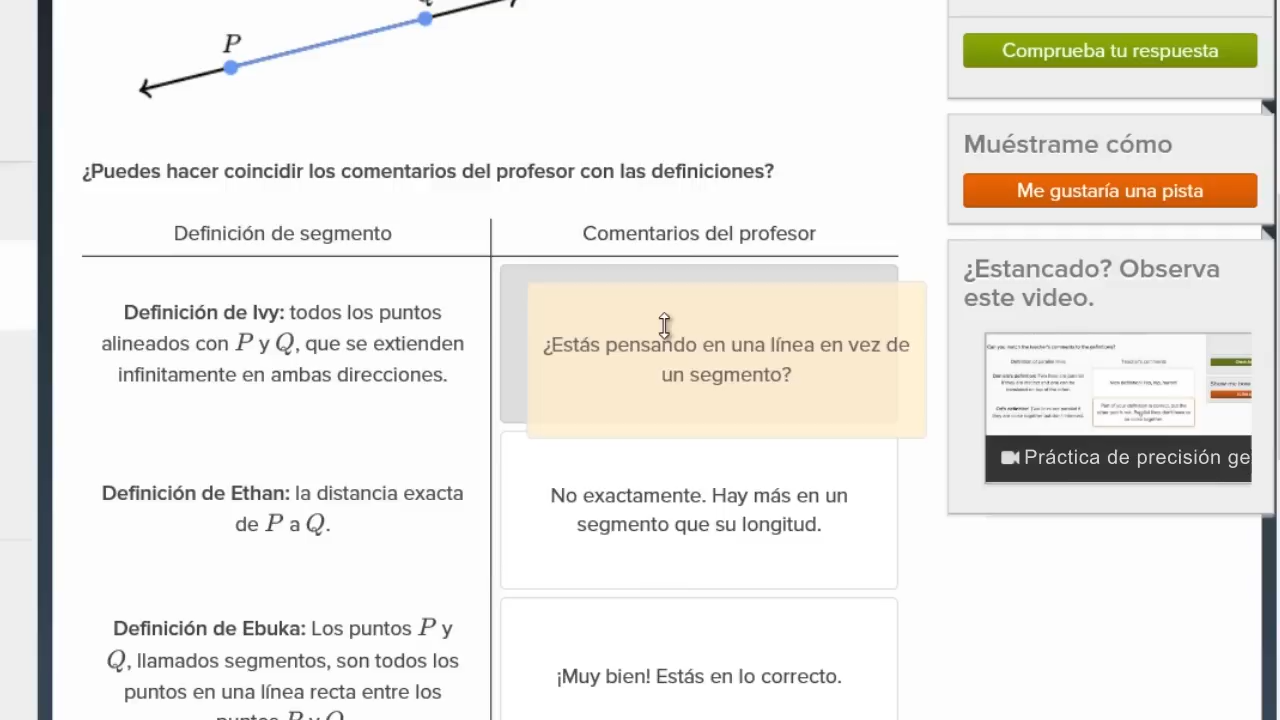 P
¿Puedes hacer coincidir los comentarios del profesor con las definiciones?
Definición de segmento
Comentarios del profesor
Definición de Ivy: todos los puntos
alineados con P y Q, que se extienden
infinitamente en ambas direcciones.
¿Estás pensando en una línea en vez de
un segmento?
Definición de Ethan: la distancia exacta
de P a Q.
No exactamente. Hay más en un
segmento que su longitud.
Definición de Ebuka: Los puntos P y
Q, llamados segmentos, son todos los
puntos en una línea recta entre los
puntos P y Q
¡Muy bien! Estás en lo correcto.
Comprueba tu respuesta
Muéstrame cómo
Me gustaría una pista
¿Estancado? Observa
este video.
Práctica de precisión ge